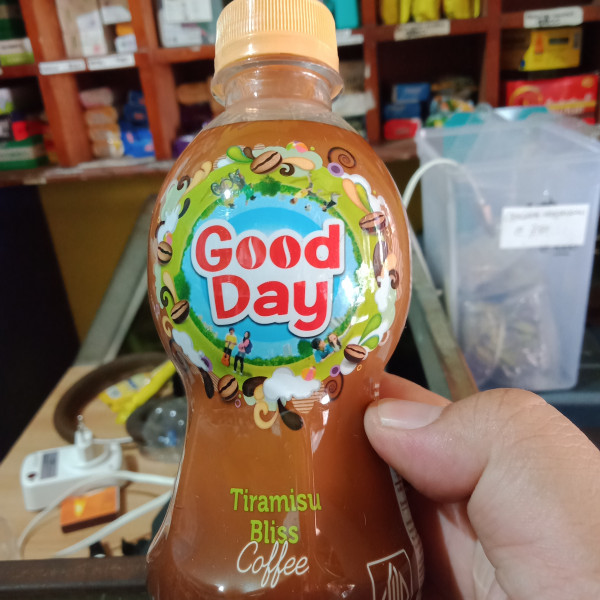 Good
Day
Tiramisu
Bliss
Coffee